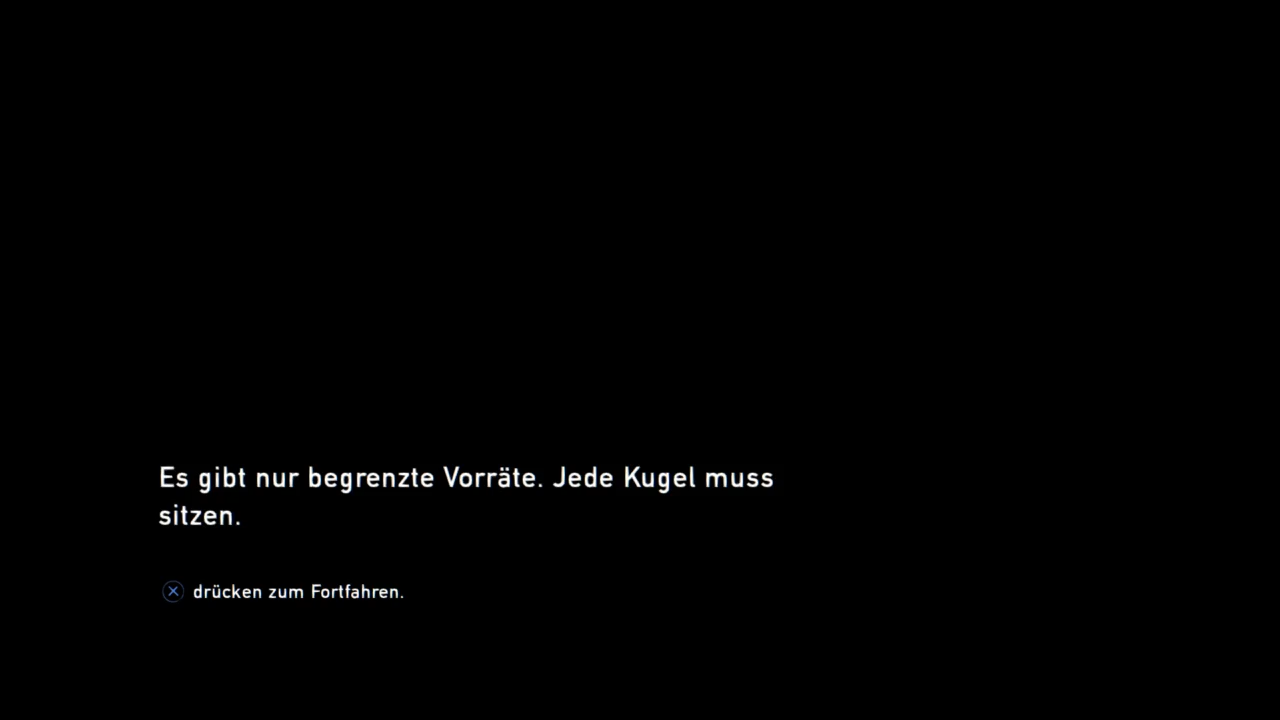 Es gibt nur begrenzte Vorräte. Jede Kugel muss
sitzen.
drücken zum Fortfahren.